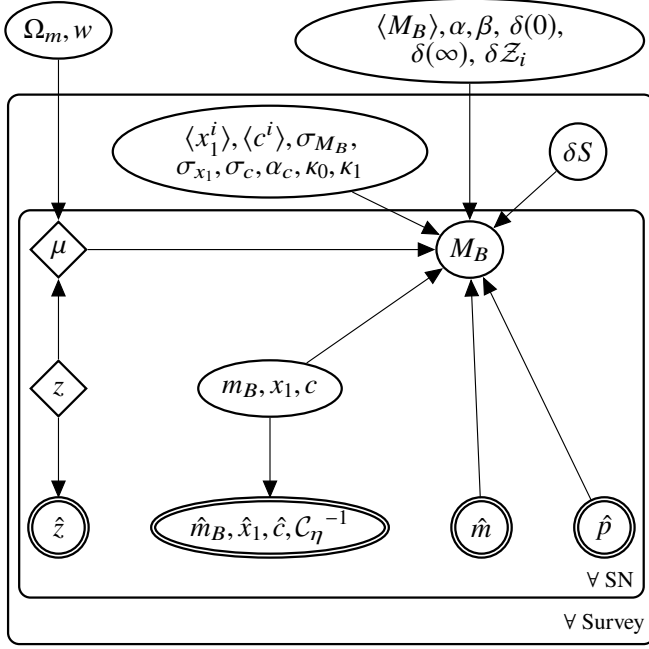 Ωm, w
⟨M_B⟩, α, β, δ(0),
δ(∞), δ𝒵_i
⟨x_1^i⟩, ⟨c^i⟩, σ_{M_B},
σ_{x_1}, σ_c, α_c, κ_0, κ_1
δS
μ
M_B
z
m_B, x_1, c
ẑ
m̂_B, x̂_1, ĉ, 𝒞_η^{-1}
m̂
p̂
∀ SN
∀ Survey